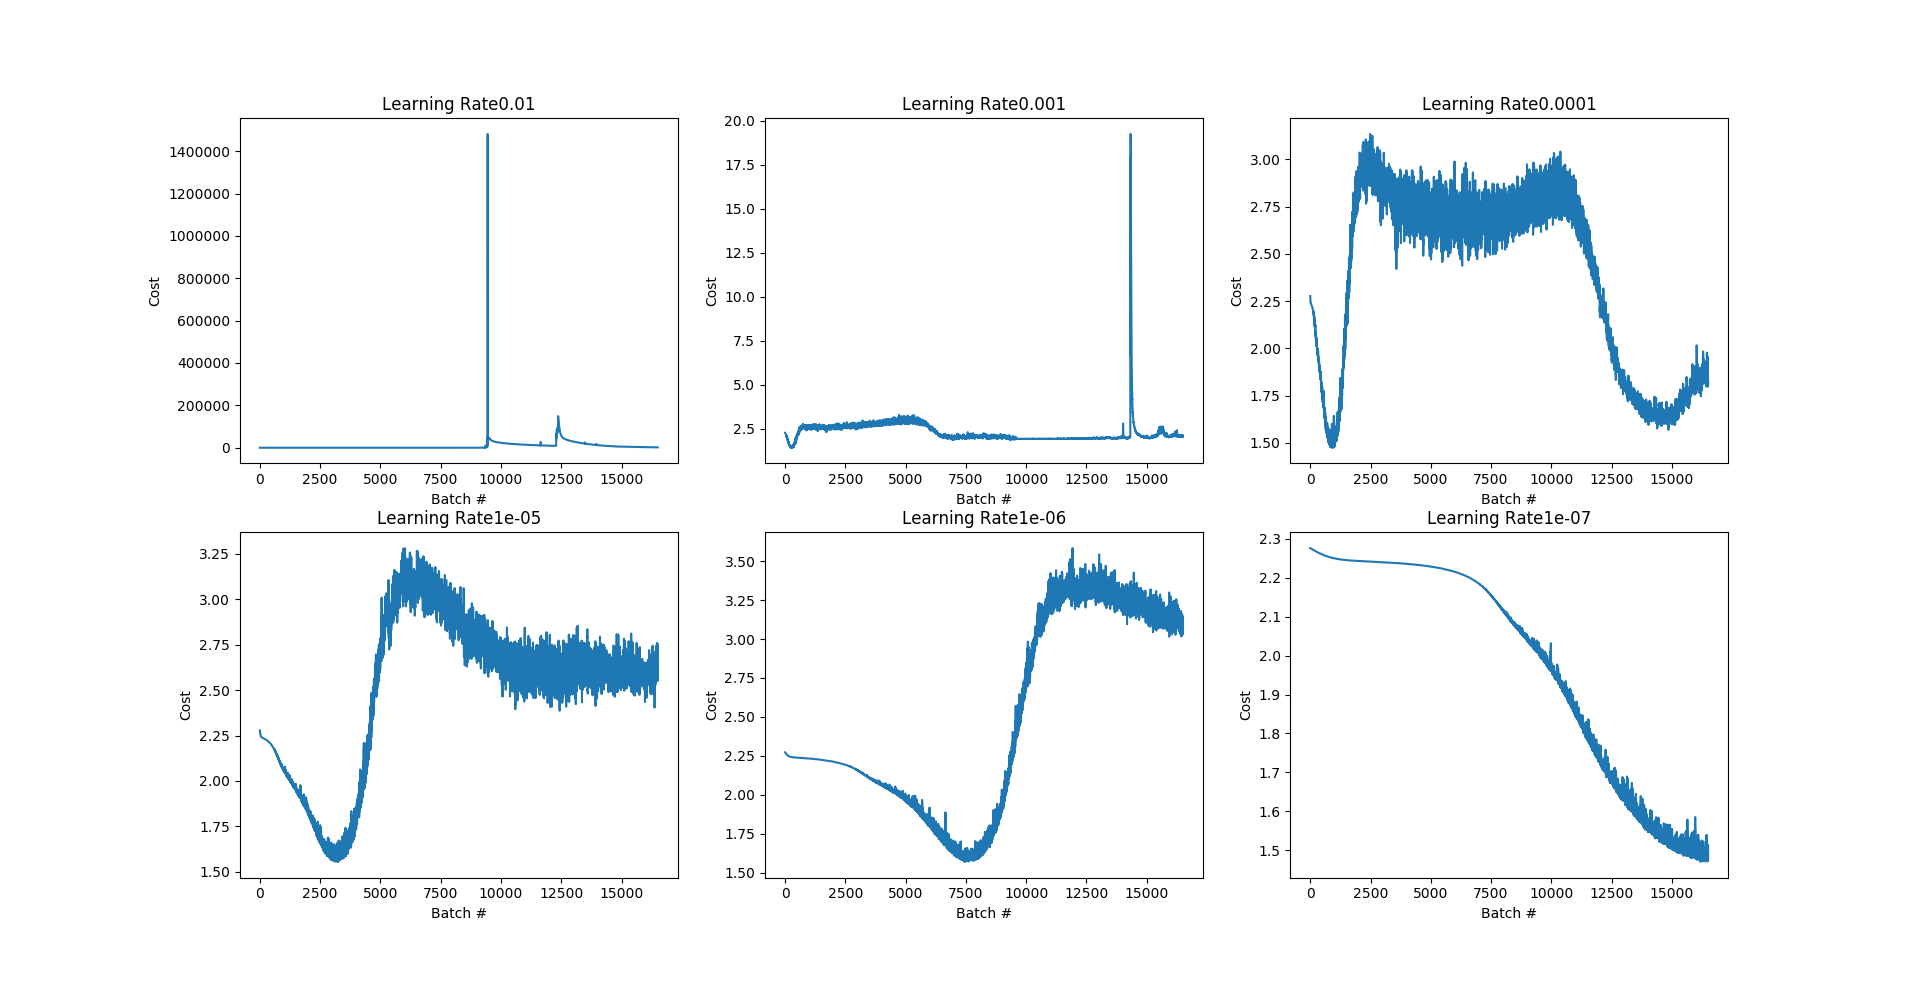 Learning Rate0.01
1400000
1200000
1000000
800000
600000
400000
200000
0
Cost
0 2500 5000 7500 10000 12500 15000
Batch #
Learning Rate0.001
20.0
17.5
15.0
12.5
10.0
7.5
5.0
2.5
Cost
0 2500 5000 7500 10000 12500 15000
Batch #
Learning Rate0.0001
3.00
2.75
2.50
2.25
2.00
1.75
1.50
Cost
0 2500 5000 7500 10000 12500 15000
Batch #
Learning Rate1e-05
3.25
3.00
2.75
2.50
2.25
2.00
1.75
1.50
Cost
0 2500 5000 7500 10000 12500 15000
Batch #
Learning Rate1e-06
3.50
3.25
3.00
2.75
2.50
2.25
2.00
1.75
1.50
Cost
0 2500 5000 7500 10000 12500 15000
Batch #
Learning Rate1e-07
2.3
2.2
2.1
2.0
1.9
1.8
1.7
1.6
1.5
Cost
0 2500 5000 7500 10000 12500 15000
Batch #